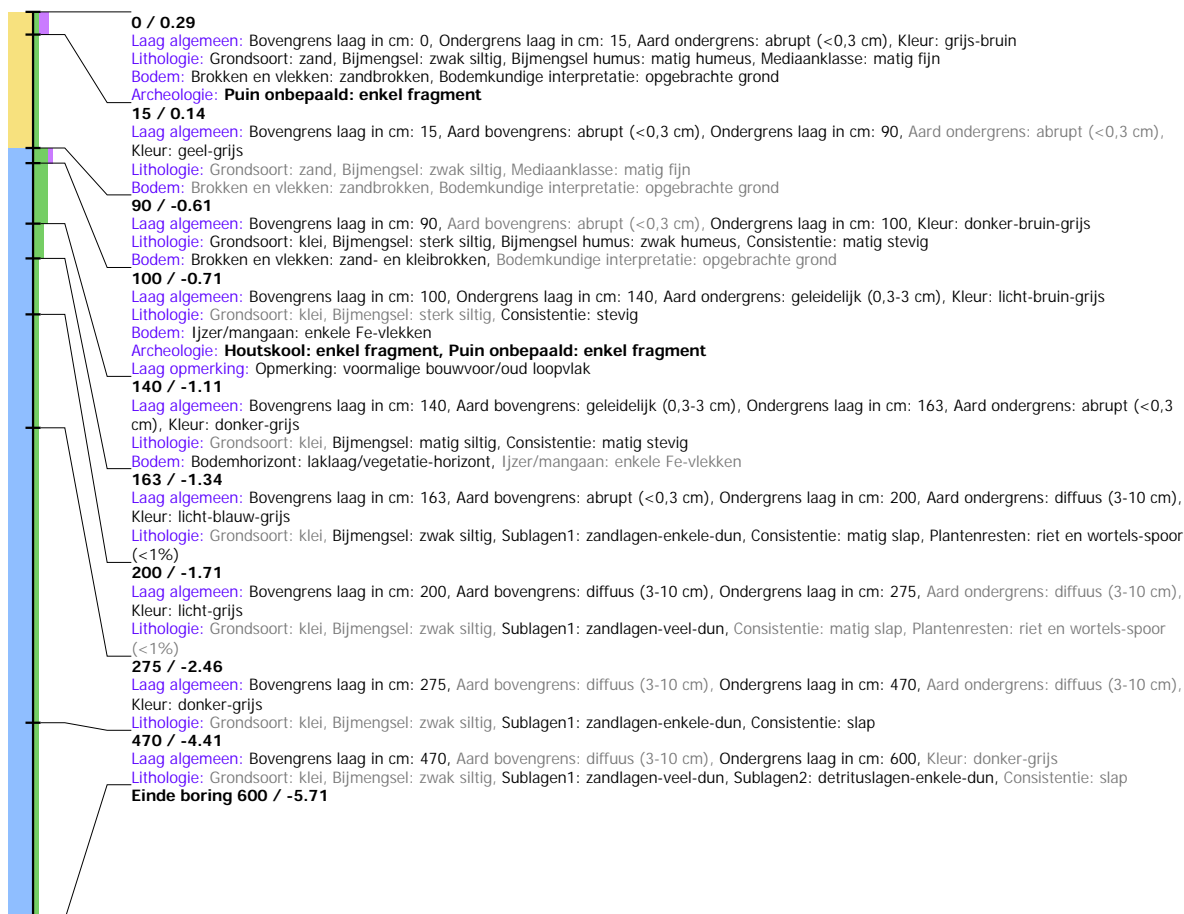 0 / 0.29
Laag algemeen: Bovengrens laag in cm: 0, Ondergrens laag in cm: 15, Aard ondergrens: abrupt (<0,3 cm), Kleur: grijs-bruin
Lithologie: Grondsoort: zand, Bijmengsel: zwak siltig, Bijmengsel humus: matig humeus, Mediaanklasse: matig fijn
Bodem: Brokken en vlekken: zandbrokken, Bodemkundige interpretatie: opgebrachte grond
Archeologie: Puin onbepaald: enkel fragment
15 / 0.14
Laag algemeen: Bovengrens laag in cm: 15, Aard bovengrens: abrupt (<0,3 cm), Ondergrens laag in cm: 90, Aard ondergrens: abrupt (<0,3 cm),
Kleur: geel-grijs
Lithologie: Grondsoort: zand, Bijmengsel: zwak siltig, Mediaanklasse: matig fijn
Bodem: Brokken en vlekken: zandbrokken, Bodemkundige interpretatie: opgebrachte grond
90 / -0.61
Laag algemeen: Bovengrens laag in cm: 90, Aard bovengrens: abrupt (<0,3 cm), Ondergrens laag in cm: 100, Kleur: donker-bruin-grijs
Lithologie: Grondsoort: klei, Bijmengsel: sterk siltig, Bijmengsel humus: zwak humeus, Consistentie: matig stevig
Bodem: Brokken en vlekken: zand- en kleibrokken, Bodemkundige interpretatie: opgebrachte grond
100 / -0.71
Laag algemeen: Bovengrens laag in cm: 100, Ondergrens laag in cm: 140, Aard ondergrens: geleidelijk (0,3-3 cm), Kleur: licht-bruin-grijs
Lithologie: Grondsoort: klei, Bijmengsel: sterk siltig, Consistentie: stevig
Bodem: Ijzer/mangaan: enkele Fe-vlekken
Archeologie: Houtskool: enkel fragment, Puin onbepaald: enkel fragment
Laag opmerking: Opmerking: voormalige bouwvoor/oud loopvlak
140 / -1.11
Laag algemeen: Bovengrens laag in cm: 140, Aard bovengrens: geleidelijk (0,3-3 cm), Ondergrens laag in cm: 163, Aard ondergrens: abrupt (<0,3
cm), Kleur: donker-grijs
Lithologie: Grondsoort: klei, Bijmengsel: matig siltig, Consistentie: matig stevig
Bodem: Bodemhorizont: laklaag/vegetatie-horizont, Ijzer/mangaan: enkele Fe-vlekken
163 / -1.34
Laag algemeen: Bovengrens laag in cm: 163, Aard bovengrens: abrupt (<0,3 cm), Ondergrens laag in cm: 200, Aard ondergrens: diffuus (3-10 cm),
Kleur: licht-blauw-grijs
Lithologie: Grondsoort: klei, Bijmengsel: zwak siltig, Sublagen1: zandlagen-enkele-dun, Consistentie: matig slap, Plantenresten: riet en wortels-spoor
(<1%)
200 / -1.71
Laag algemeen: Bovengrens laag in cm: 200, Aard bovengrens: diffuus (3-10 cm), Ondergrens laag in cm: 275, Aard ondergrens: diffuus (3-10 cm),
Kleur: licht-grijs
Lithologie: Grondsoort: klei, Bijmengsel: zwak siltig, Sublagen1: zandlagen-veel-dun, Consistentie: matig slap, Plantenresten: riet en wortels-spoor
(<1%)
275 / -2.46
Laag algemeen: Bovengrens laag in cm: 275, Aard bovengrens: diffuus (3-10 cm), Ondergrens laag in cm: 470, Aard ondergrens: diffuus (3-10 cm),
Kleur: donker-grijs
Lithologie: Grondsoort: klei, Bijmengsel: zwak siltig, Sublagen1: zandlagen-enkele-dun, Consistentie: slap
470 / -4.41
Laag algemeen: Bovengrens laag in cm: 470, Aard bovengrens: diffuus (3-10 cm), Ondergrens laag in cm: 600, Kleur: donker-grijs
Lithologie: Grondsoort: klei, Bijmengsel: zwak siltig, Sublagen1: zandlagen-veel-dun, Sublagen2: detrituslagen-enkele-dun, Consistentie: slap
Einde boring 600 / -5.71